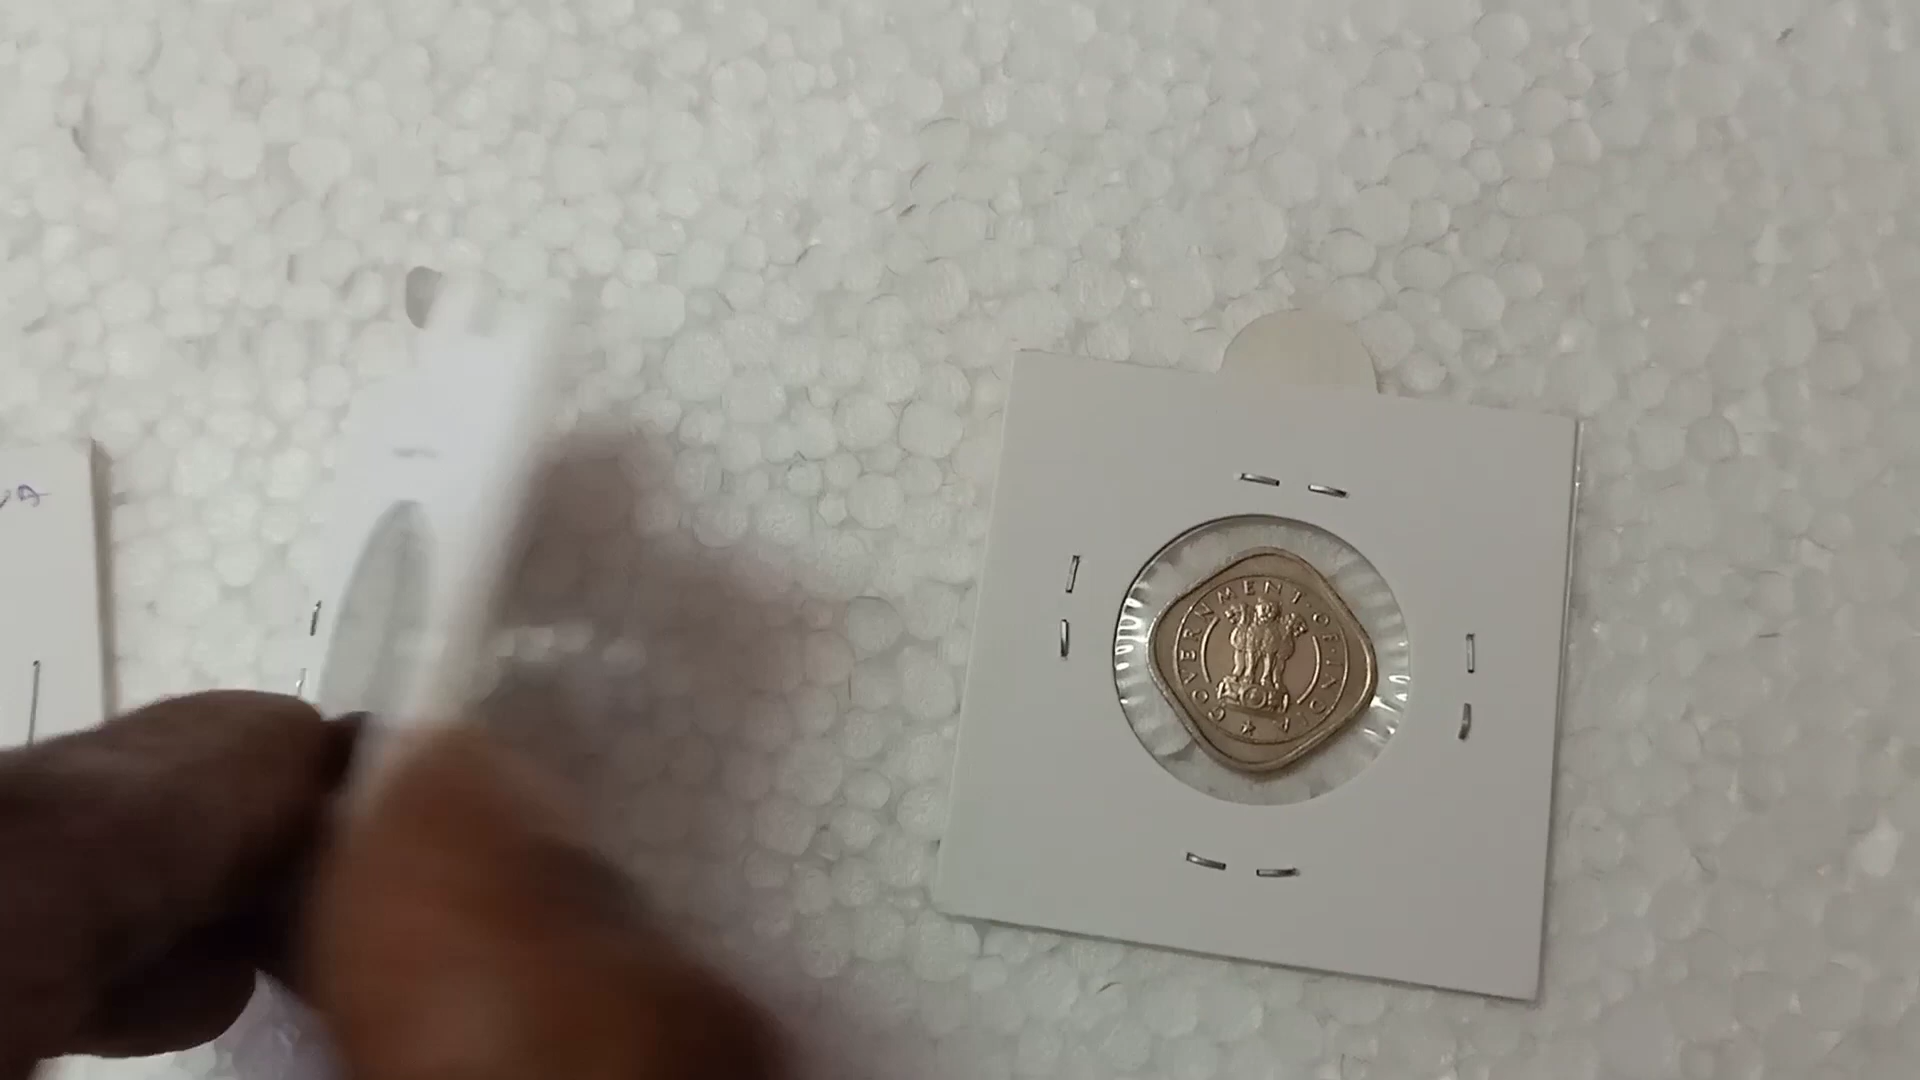 GOVERNMENT · OF · INDIA